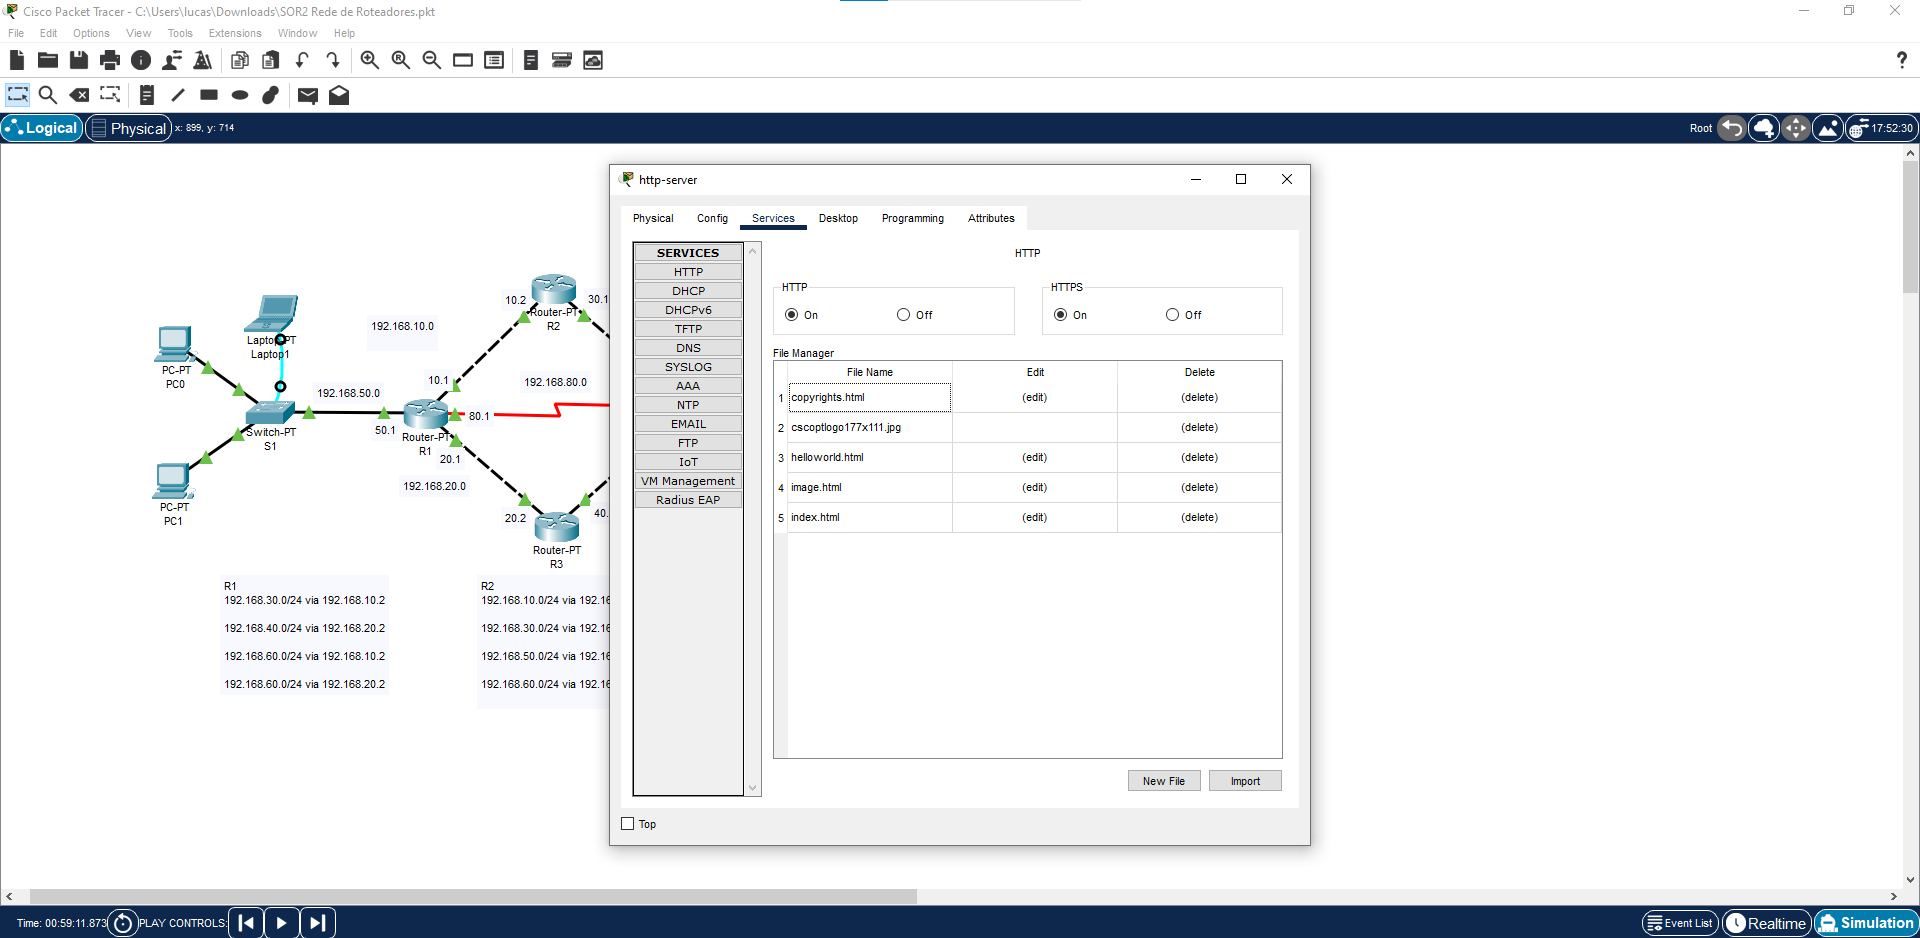 Cisco Packet Tracer - C:\Users\lucas\Downloads\SOR2 Rede de Roteadores.pkt
File Edit Options View Tools Extensions Window Help
Logical Physical x: 899, y: 714 Root 17:52:30
http-server
Physical Config Services Desktop Programming Attributes
SERVICES
HTTP
DHCP
DHCPv6
TFTP
DNS
SYSLOG
AAA
NTP
EMAIL
FTP
IoT
VM Management
Radius EAP
HTTP
HTTP
On Off
HTTPS
On Off
File Manager
File Name Edit Delete
1 copyrights.html (edit) (delete)
2 cscoptlogo177x111.jpg (delete)
3 helloworld.html (edit) (delete)
4 image.html (edit) (delete)
5 index.html (edit) (delete)
New File Import
Top
10.2
30.1
Router-PT
R2
192.168.10.0
Laptop-PT
Laptop1
PC-PT
PC0
10.1
192.168.80.0
192.168.50.0
80.1
50.1
Switch-PT
S1
Router-PT
R1
20.1
192.168.20.0
PC-PT
PC1
20.2
40.
Router-PT
R3
R1
192.168.30.0/24 via 192.168.10.2
192.168.40.0/24 via 192.168.20.2
192.168.60.0/24 via 192.168.10.2
192.168.60.0/24 via 192.168.20.2
R2
192.168.10.0/24 via 192.16
192.168.30.0/24 via 192.16
192.168.50.0/24 via 192.16
192.168.60.0/24 via 192.16
Time: 00:59:11.873 PLAY CONTROLS: Event List Realtime Simulation